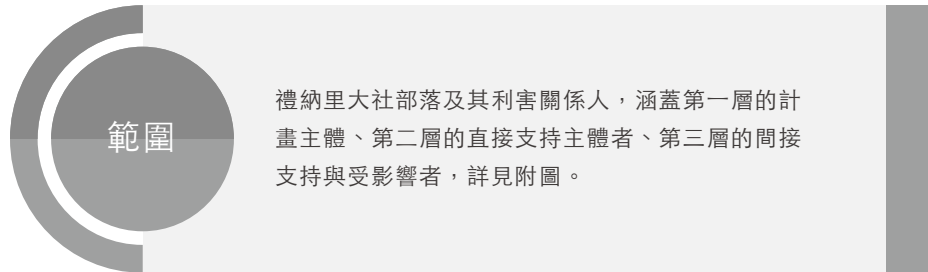 範圍
禮納里大社部落及其利害關係人，涵蓋第一層的計
畫主體、第二層的直接支持主體者、第三層的間接
支持與受影響者，詳見附圖。